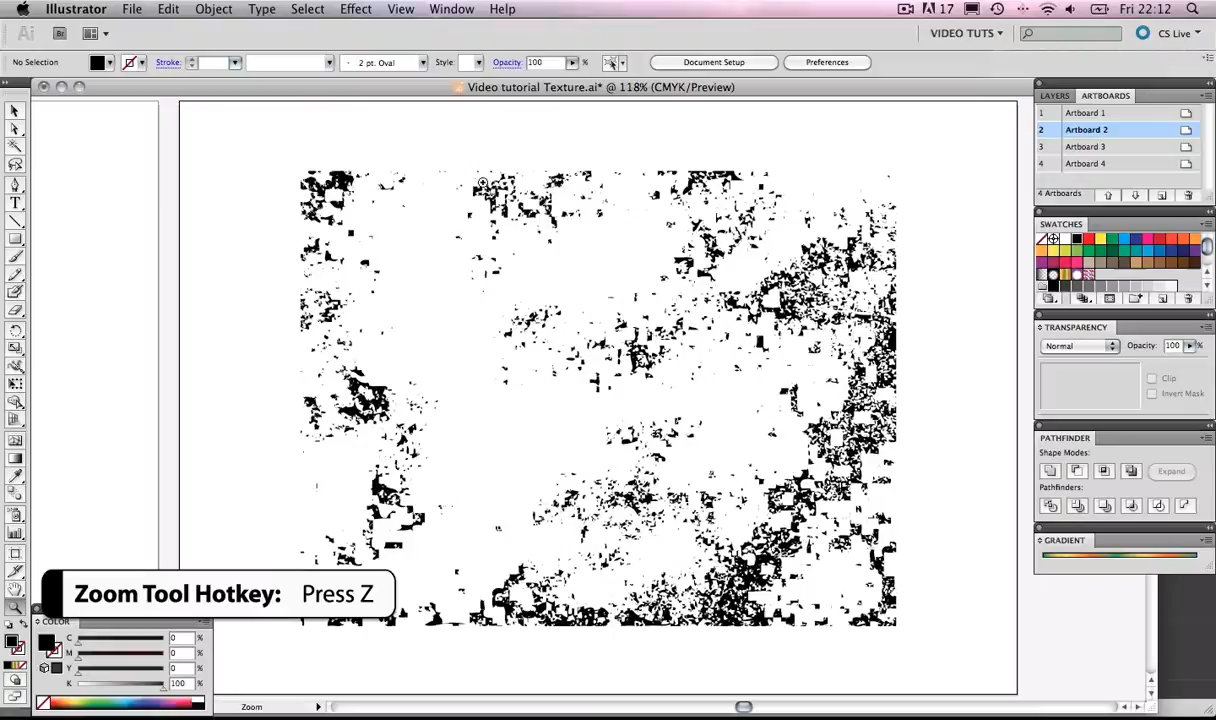 Illustrator File Edit Object Type Select Effect View Window Help
17 Fri 22:12
Ai Br VIDEO TUTS CS Live
No Selection Stroke: 2 pt. Oval Style: Opacity: 100 % Document Setup Preferences
Video tutorial Texture.ai* @ 118% (CMYK/Preview)
LAYERS ARTBOARDS
1 Artboard 1
2 Artboard 2
3 Artboard 3
4 Artboard 4
4 Artboards
SWATCHES
TRANSPARENCY
Normal Opacity: 100 %
Clip
Invert Mask
PATHFINDER
Shape Modes:
Expand
Pathfinders:
GRADIENT
Zoom Tool Hotkey: Press Z
COLOR
C 0 %
M 0 %
Y 0 %
K 100 %
Zoom